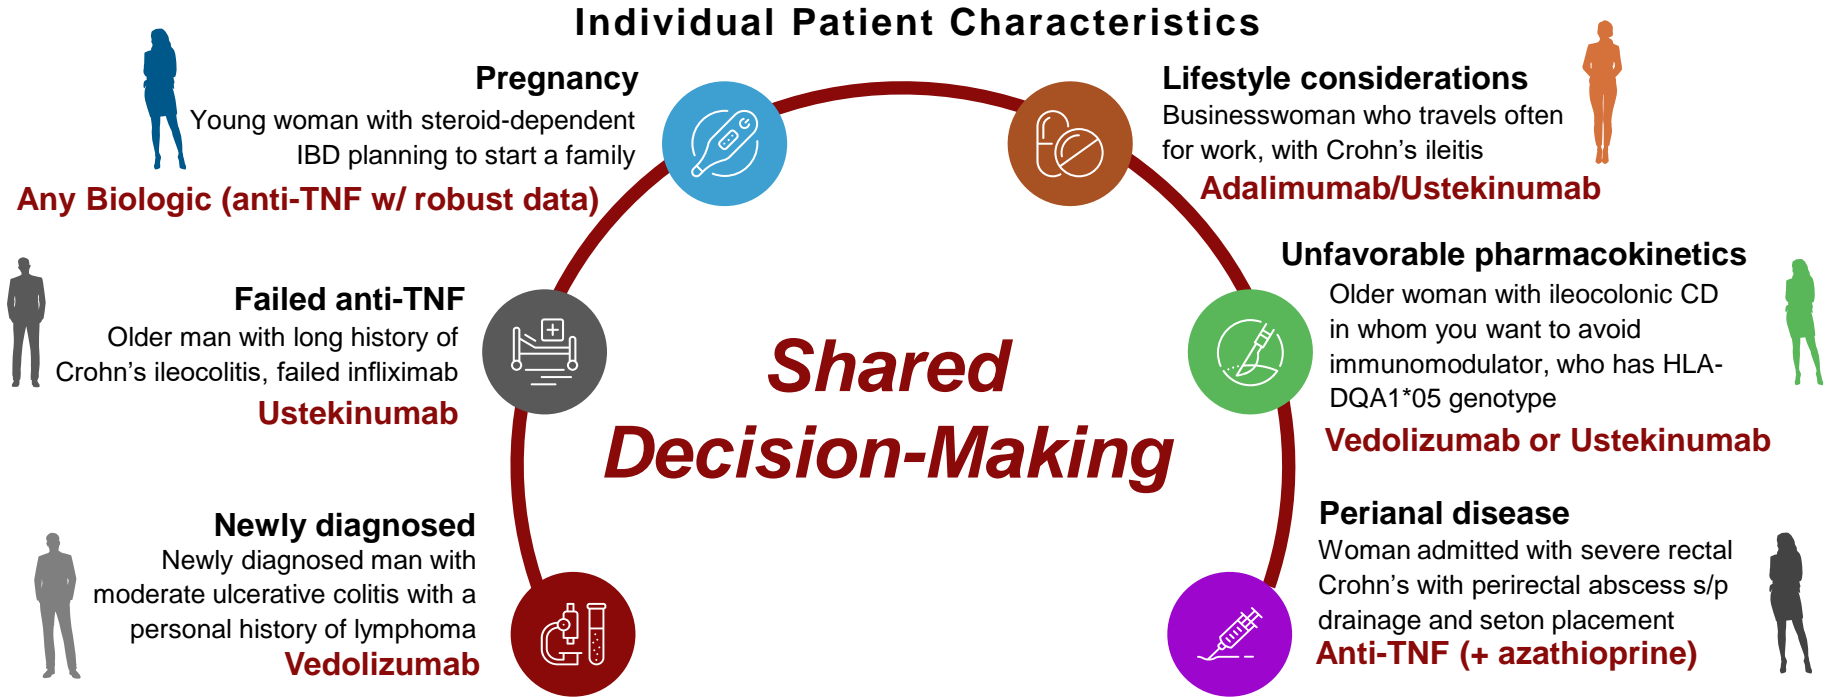 Individual Patient Characteristics
Pregnancy
Young woman with steroid-dependent
IBD planning to start a family
Any Biologic (anti-TNF w/ robust data)
Failed anti-TNF
Older man with long history of
Crohn's ileocolitis, failed infliximab
Ustekinumab
Newly diagnosed
Newly diagnosed man with
moderate ulcerative colitis with a
personal history of lymphoma
Vedolizumab
Shared
Decision-Making
Lifestyle considerations
Businesswoman who travels often
for work, with Crohn's ileitis
Adalimumab/Ustekinumab
Unfavorable pharmacokinetics
Older woman with ileocolonic CD
in whom you want to avoid
immunomodulator, who has HLA-
DQA1*05 genotype
Vedolizumab or Ustekinumab
Perianal disease
Woman admitted with severe rectal
Crohn's with perirectal abscess s/p
drainage and seton placement
Anti-TNF (+ azathioprine)